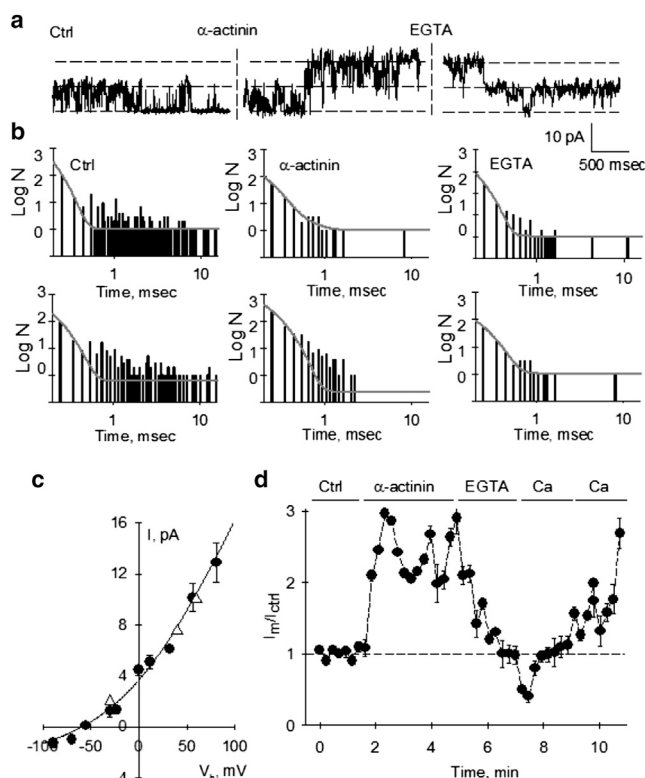 a
Ctrl α-actinin EGTA
10 pA
500 msec
b
3 Ctrl 3 α-actinin 3 EGTA
2 2 2
Log N Log N Log N
1 1 1
0 0 0
1 10 1 10 1 10
Time, msec Time, msec Time, msec
3 3 3
2 2 2
Log N Log N Log N
1 1 1
0 0 0
1 10 1 10 1 10
Time, msec Time, msec Time, msec
c
16 I, pA
12
8
4
0
-100 -50 0 50 100
Vh, mV
-4
d
Ctrl α-actinin EGTA Ca Ca
3
2
Im/Ictrl
1
0
0 2 4 6 8 10
Time, min